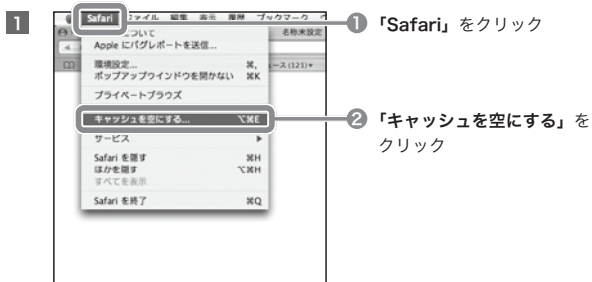 1
Safari ファイル 編集 表示 履歴 ブックマーク
名称未設定
について
Apple にバグレポートを送信...
環境設定... ⌘,
ース (121)▾
ポップアップウインドウを開かない ⌘K
プライベートブラウズ
キャッシュを空にする... ⌥⌘E
サービス ▶
Safari を隠す ⌘H
ほかを隠す ⌥⌘H
すべてを表示
Safari を終了 ⌘Q
❶ 「Safari」をクリック
❷ 「キャッシュを空にする」を
クリック